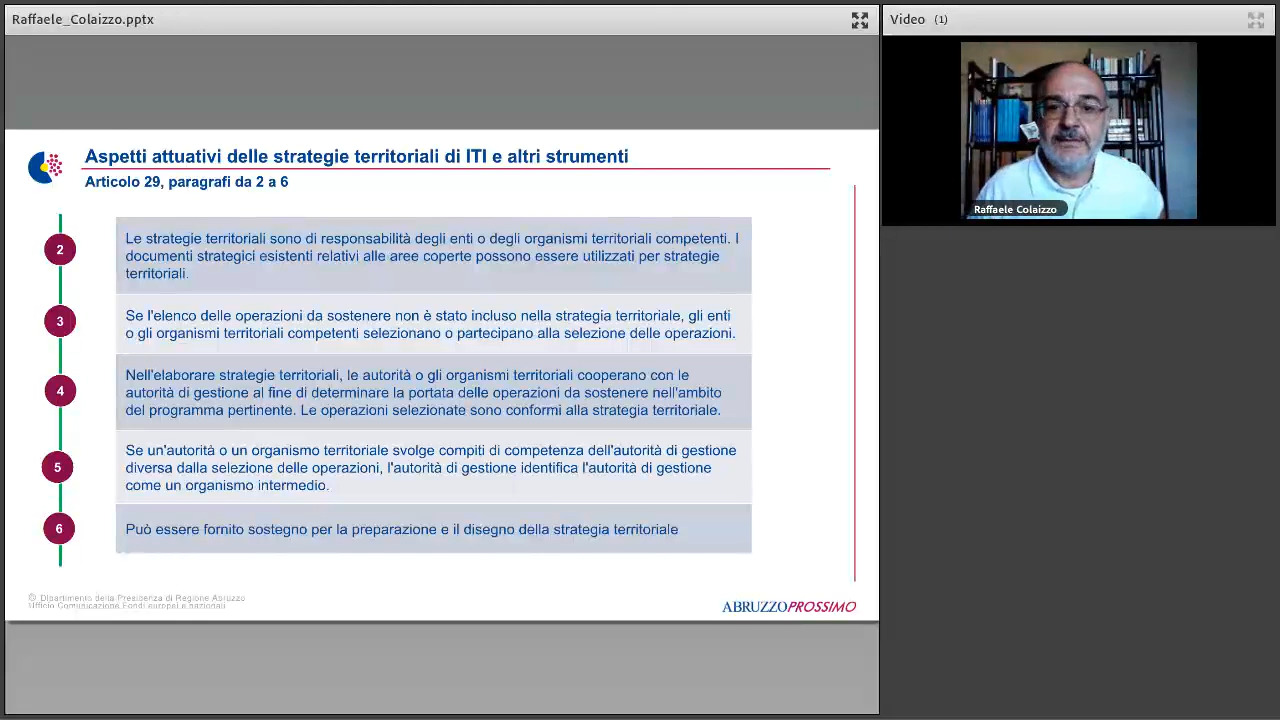 Raffaele_Colaizzo.pptx
Video (1)
Aspetti attuativi delle strategie territoriali di ITI e altri strumenti
Articolo 29, paragrafi da 2 a 6
2
Le strategie territoriali sono di responsabilità degli enti o degli organismi territoriali competenti. I
documenti strategici esistenti relativi alle aree coperte possono essere utilizzati per strategie
territoriali.
3
Se l'elenco delle operazioni da sostenere non è stato incluso nella strategia territoriale, gli enti
o gli organismi territoriali competenti selezionano o partecipano alla selezione delle operazioni.
4
Nell'elaborare strategie territoriali, le autorità o gli organismi territoriali cooperano con le
autorità di gestione al fine di determinare la portata delle operazioni da sostenere nell'ambito
del programma pertinente. Le operazioni selezionate sono conformi alla strategia territoriale.
5
Se un'autorità o un organismo territoriale svolge compiti di competenza dell'autorità di gestione
diversa dalla selezione delle operazioni, l'autorità di gestione identifica l'autorità di gestione
come un organismo intermedio.
6
Può essere fornito sostegno per la preparazione e il disegno della strategia territoriale
© Dipartimento della Presidenza di Regione Abruzzo
Ufficio Comunicazione Fondi europei e nazionali
ABRUZZOPROSSIMO
Raffaele Colaizzo